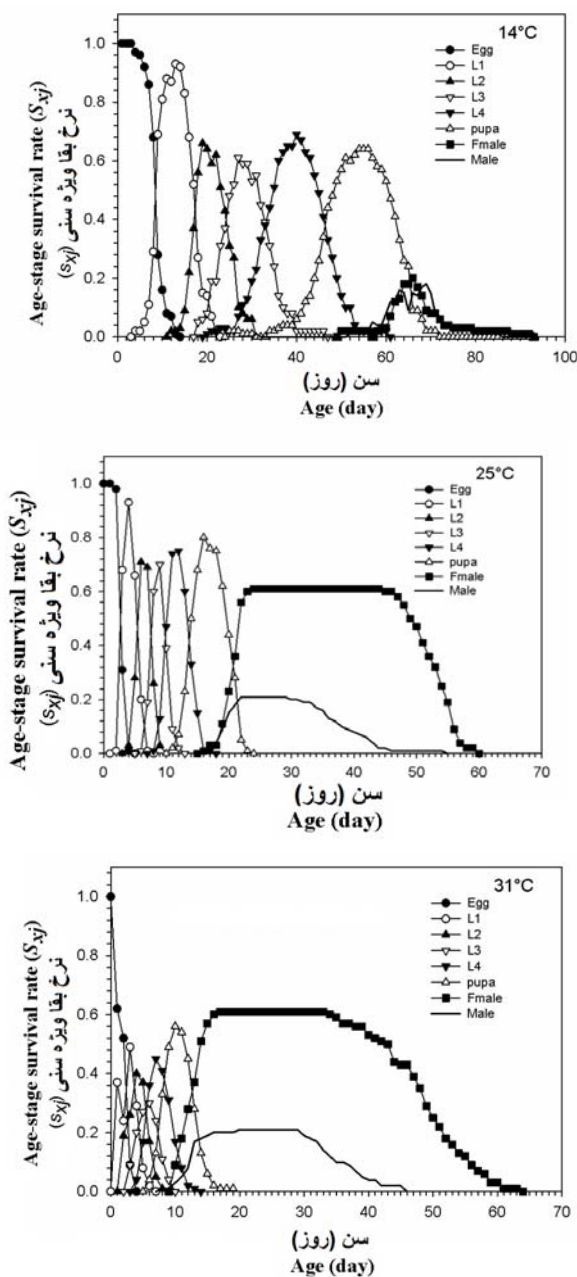 14°C
Egg
L1
L2
L3
L4
pupa
Fmale
Male
Age-stage survival rate (Sxj)
نرخ بقا ویژه سنی (sxj)
1.0
0.8
0.6
0.4
0.2
0.0
0 20 40 60 80 100
سن (روز)
Age (day)
25°C
Egg
L1
L2
L3
L4
pupa
Fmale
Male
Age-stage survival rate (Sxj)
نرخ بقا ویژه سنی (sxj)
1.0
0.8
0.6
0.4
0.2
0.0
0 10 20 30 40 50 60 70
سن (روز)
Age (day)
31°C
Egg
L1
L2
L3
L4
pupa
Fmale
Male
Age-stage survival rate (Sxj)
نرخ بقا ویژه سنی (sxj)
1.0
0.8
0.6
0.4
0.2
0.0
0 10 20 30 40 50 60 70
سن (روز)
Age (day)